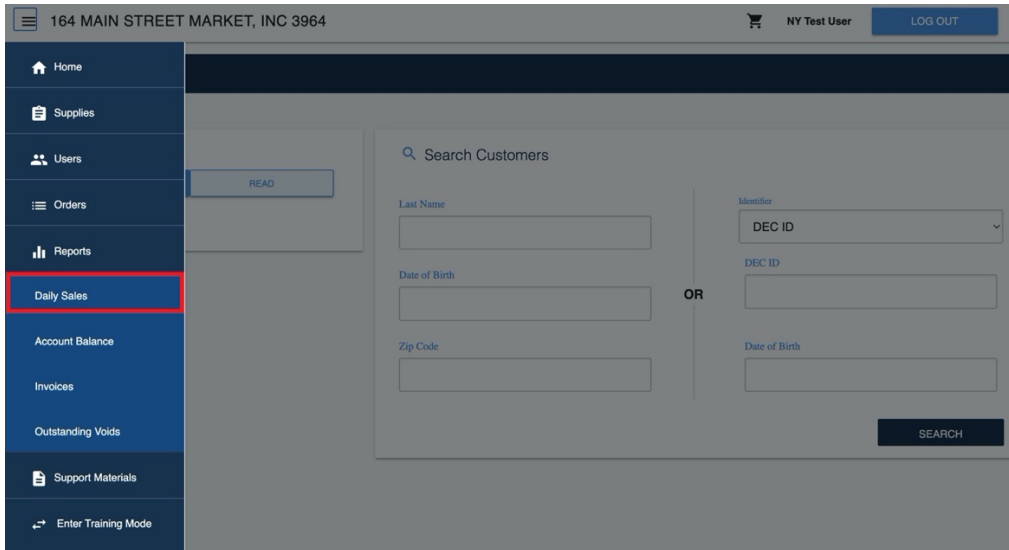 164 MAIN STREET MARKET, INC 3964
NY Test User
LOG OUT
Home
Supplies
Users
Orders
Reports
Daily Sales
Account Balance
Invoices
Outstanding Voids
Support Materials
Enter Training Mode
READ
Search Customers
Last Name
Date of Birth
Zip Code
OR
Identifier
DEC ID
DEC ID
Date of Birth
SEARCH